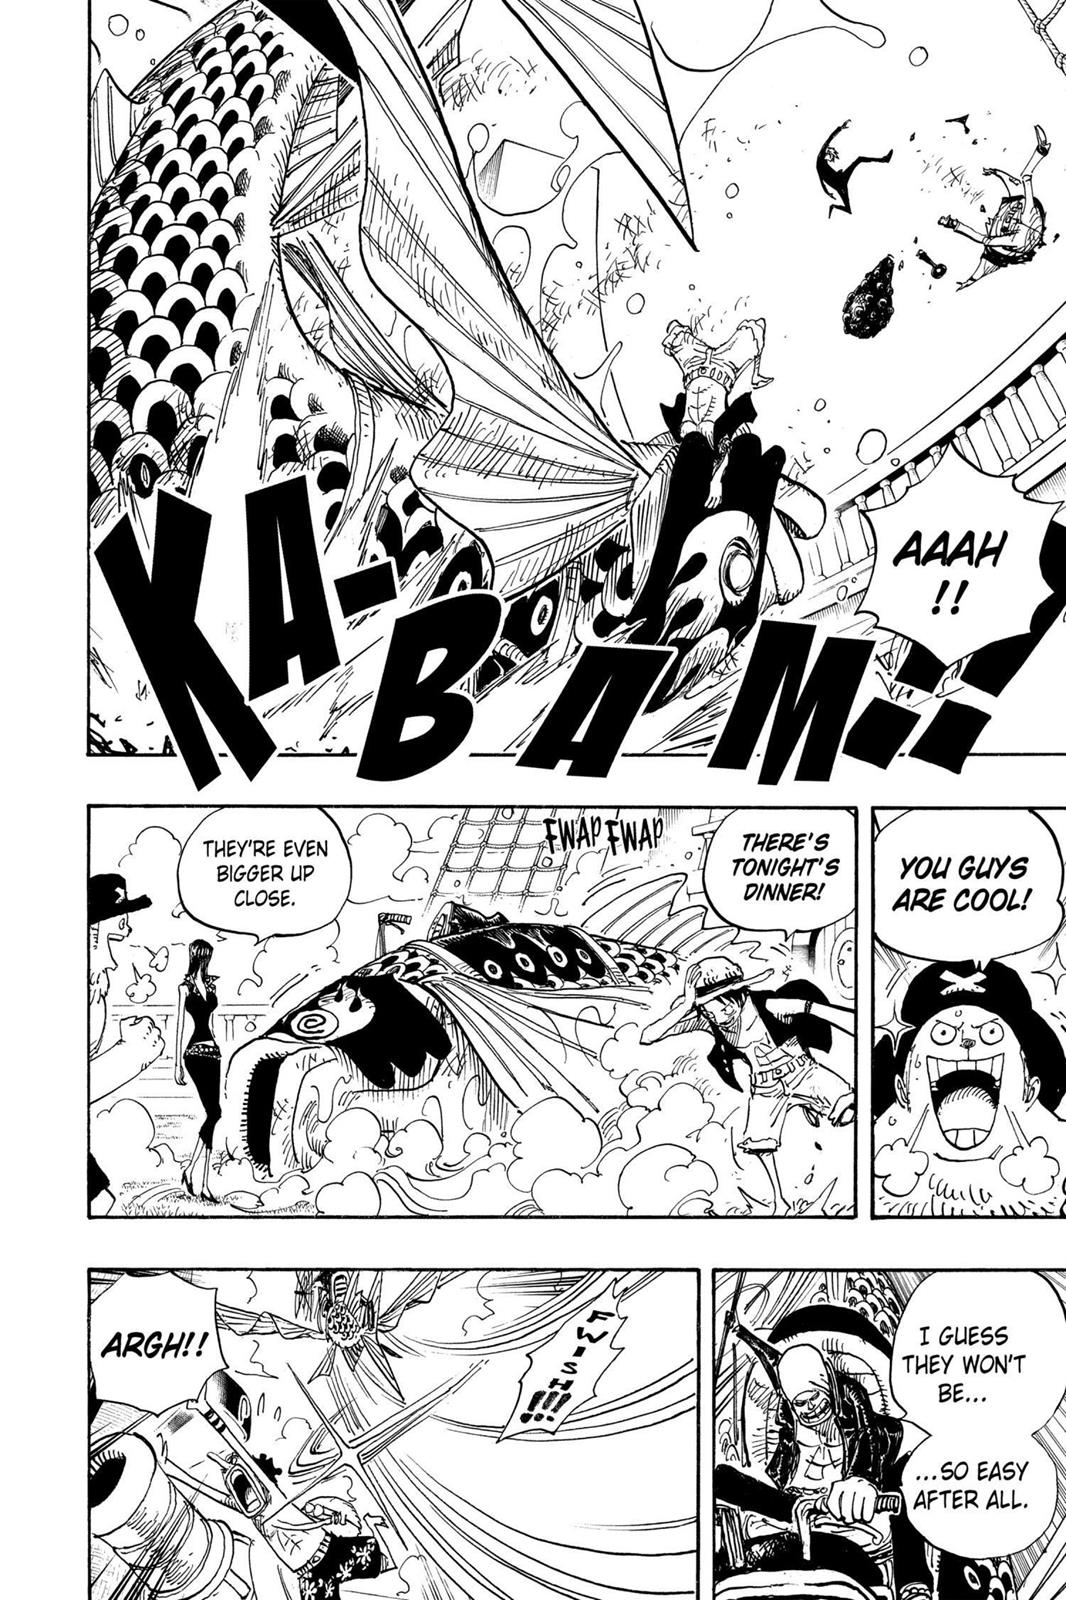 AAAH
!!
KA-BAM!!
THERE'S
TONIGHT'S
DINNER!
FWAP FWAP
THEY'RE EVEN
BIGGER UP
CLOSE.
YOU GUYS
ARE COOL!
ARGH!!
FWISH!!!
I GUESS
THEY WON'T
BE...
...SO EASY
AFTER ALL.